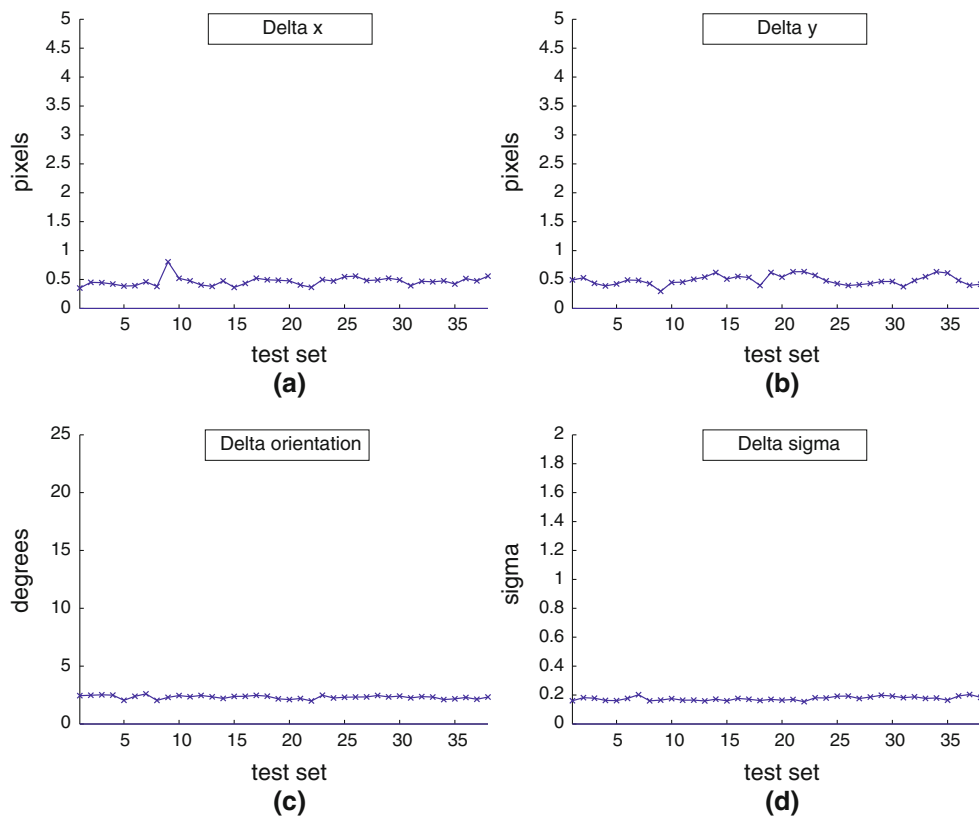 Delta x
5
4.5
4
3.5
3
2.5
2
1.5
1
0.5
0
pixels
5 10 15 20 25 30 35
test set
(a)
Delta y
5
4.5
4
3.5
3
2.5
2
1.5
1
0.5
0
pixels
5 10 15 20 25 30 35
test set
(b)
Delta orientation
25
20
15
10
5
0
degrees
5 10 15 20 25 30 35
test set
(c)
Delta sigma
2
1.8
1.6
1.4
1.2
1
0.8
0.6
0.4
0.2
0
sigma
5 10 15 20 25 30 35
test set
(d)